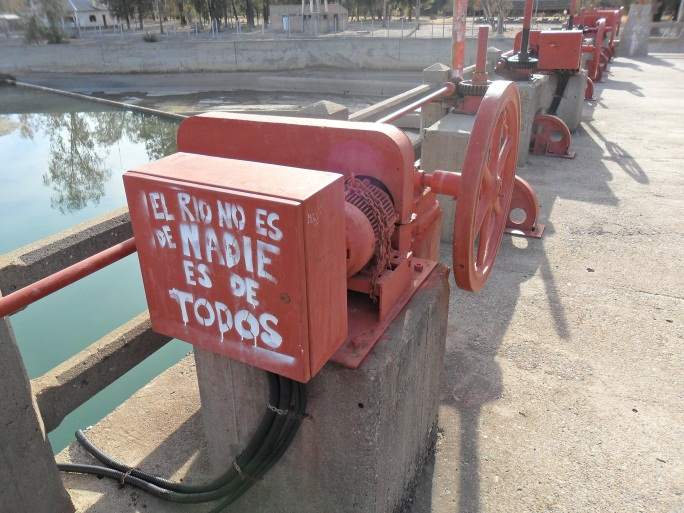 EL RIO NO ES
DE NADIE
ES DE
TODOS